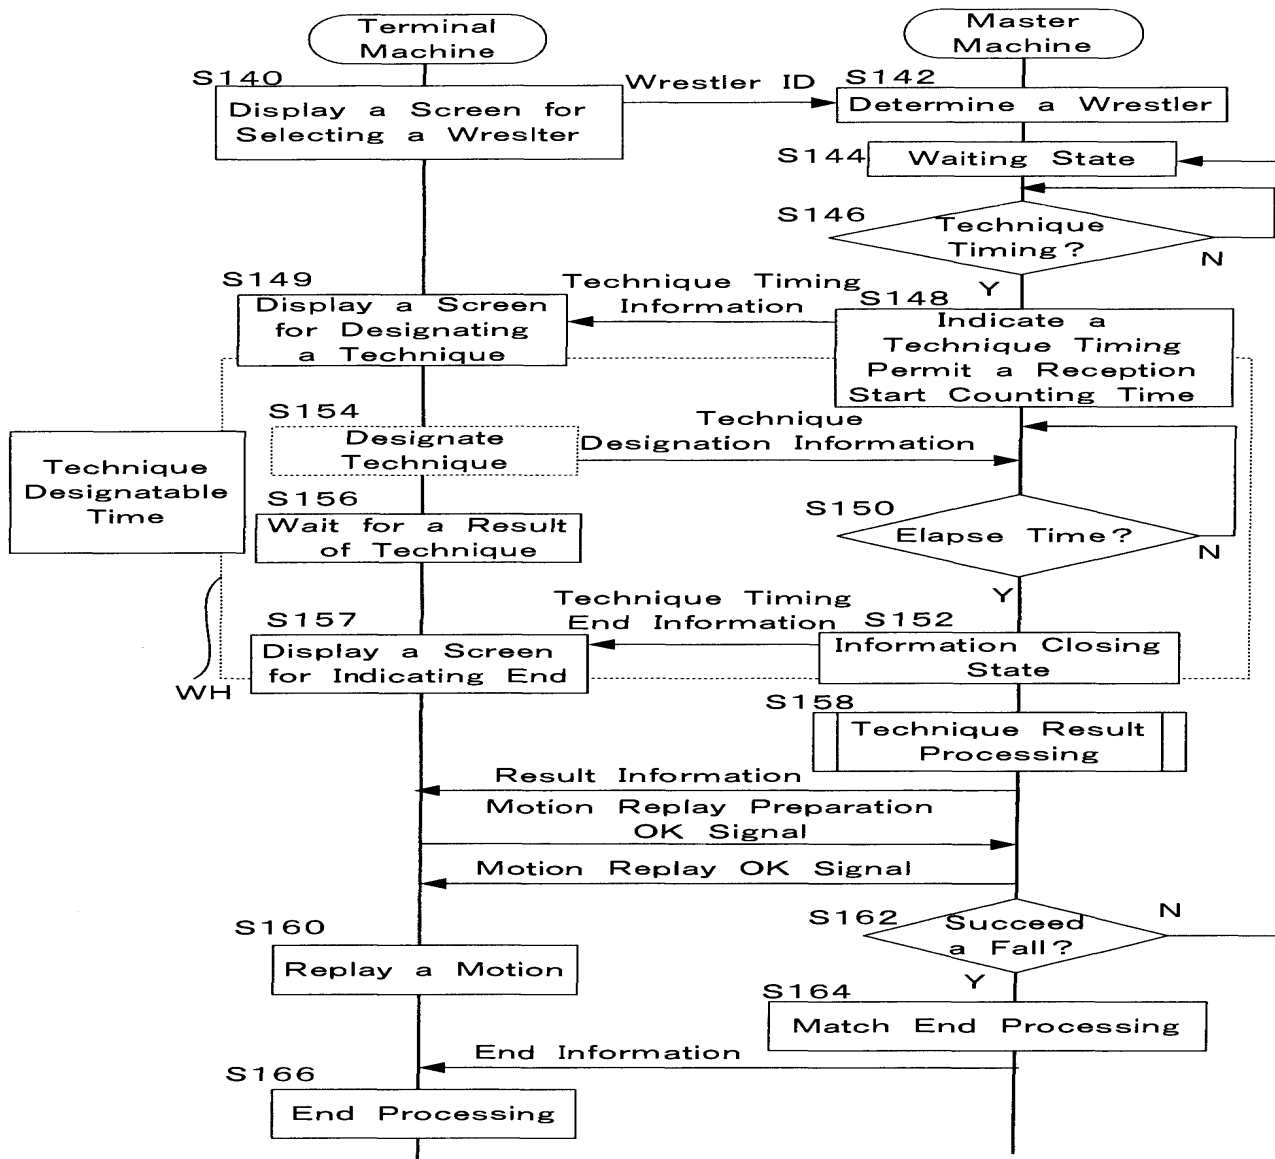 Terminal
Machine
Master
Machine
S140
Display a Screen for
Selecting a Wreslter
Wrestler ID
S142
Determine a Wrestler
S144
Waiting State
S146
Technique
Timing?
N
Y
S149
Display a Screen
for Designating
a Technique
Technique Timing
Information
S148
Indicate a
Technique Timing
Permit a Reception
Start Counting Time
S154
Designate
Technique
Technique
Designation Information
Technique
Designatable
Time
S156
Wait for a Result
of Technique
S150
Elapse Time?
N
Y
S157
Display a Screen
for Indicating End
Technique Timing
End Information
S152
Information Closing
State
WH
S158
Technique Result
Processing
Result Information
Motion Replay Preparation
OK Signal
Motion Replay OK Signal
S162
Succeed
a Fall?
N
Y
S160
Replay a Motion
S164
Match End Processing
End Information
S166
End Processing